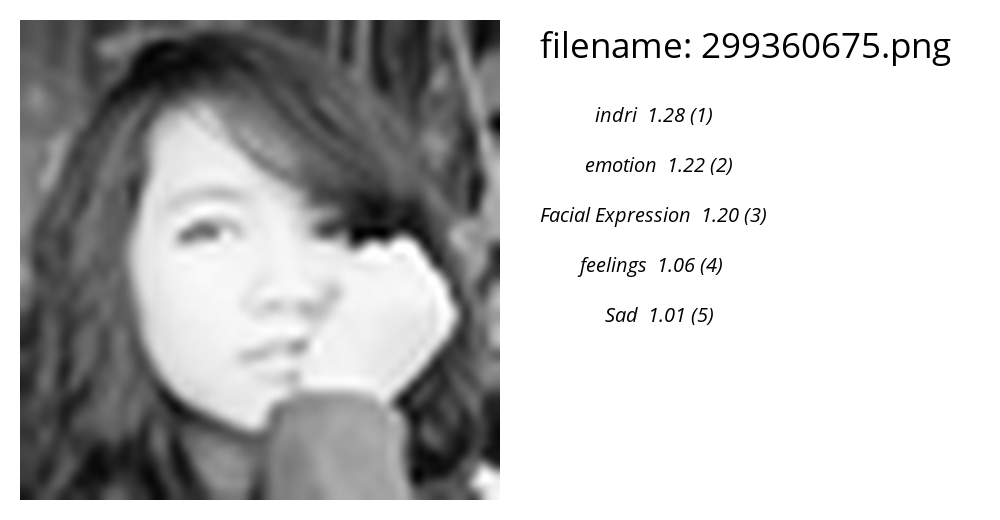 filename: 299360675.png
indri 1.28 (1)
emotion 1.22 (2)
Facial Expression 1.20 (3)
feelings 1.06 (4)
Sad 1.01 (5)